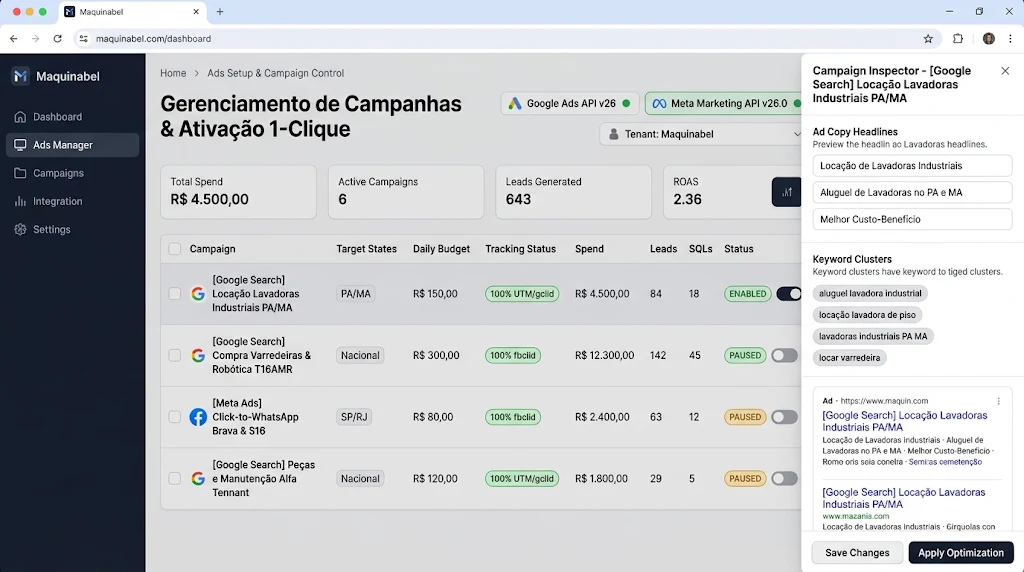 Maquinabel
maquinabel.com/dashboard
Maquinabel
Dashboard
Ads Manager
Campaigns
Integration
Settings
Home > Ads Setup & Campaign Control
Gerenciamento de Campanhas
& Ativação 1-Clique
Google Ads API v26
Meta Marketing API v26.0
Tenant: Maquinabel
Total Spend
R$ 4.500,00
Active Campaigns
6
Leads Generated
643
ROAS
2.36
Campaign Target States Daily Budget Tracking Status Spend Leads SQLs Status
[Google Search]
Locação Lavadoras
Industriais PA/MA
PA/MA R$ 150,00 100% UTM/gclid R$ 4.500,00 84 18 ENABLED
[Google Search]
Compra Varredeiras &
Robótica T16AMR
Nacional R$ 300,00 100% fbclid R$ 12.300,00 142 45 PAUSED
[Meta Ads]
Click-to-WhatsApp
Brava & S16
SP/RJ R$ 80,00 100% fbclid R$ 2.400,00 63 12 PAUSED
[Google Search] Peças
e Manutenção Alfa
Tennant
Nacional R$ 120,00 100% UTM/gclid R$ 1.800,00 29 5 PAUSED
Campaign Inspector - [Google
Search] Locação Lavadoras
Industriais PA/MA
Ad Copy Headlines
Preview the headlin ao Lavadoras headlines.
Locação de Lavadoras Industriais
Aluguel de Lavadoras no PA e MA
Melhor Custo-Benefício
Keyword Clusters
Keyword clusters have keyword to tiged clusters.
aluguel lavadora industrial
locação lavadora de piso
lavadoras industriais PA MA
locar varredeira
Ad · https://www.maquin.com
[Google Search] Locação Lavadoras
Industriais PA/MA
Locação de Lavadoras Industriais · Aluguel de
Lavadoras no PA e MA · Melhor Custo-Benefício ·
Romo oris seia coneira · Semi:as cemetenção
[Google Search] Locação Lavadoras
Industriais PA/MA
www.mazania.com
Locação de Lavadoras Industriais · Girquolas con
Save Changes
Apply Optimization